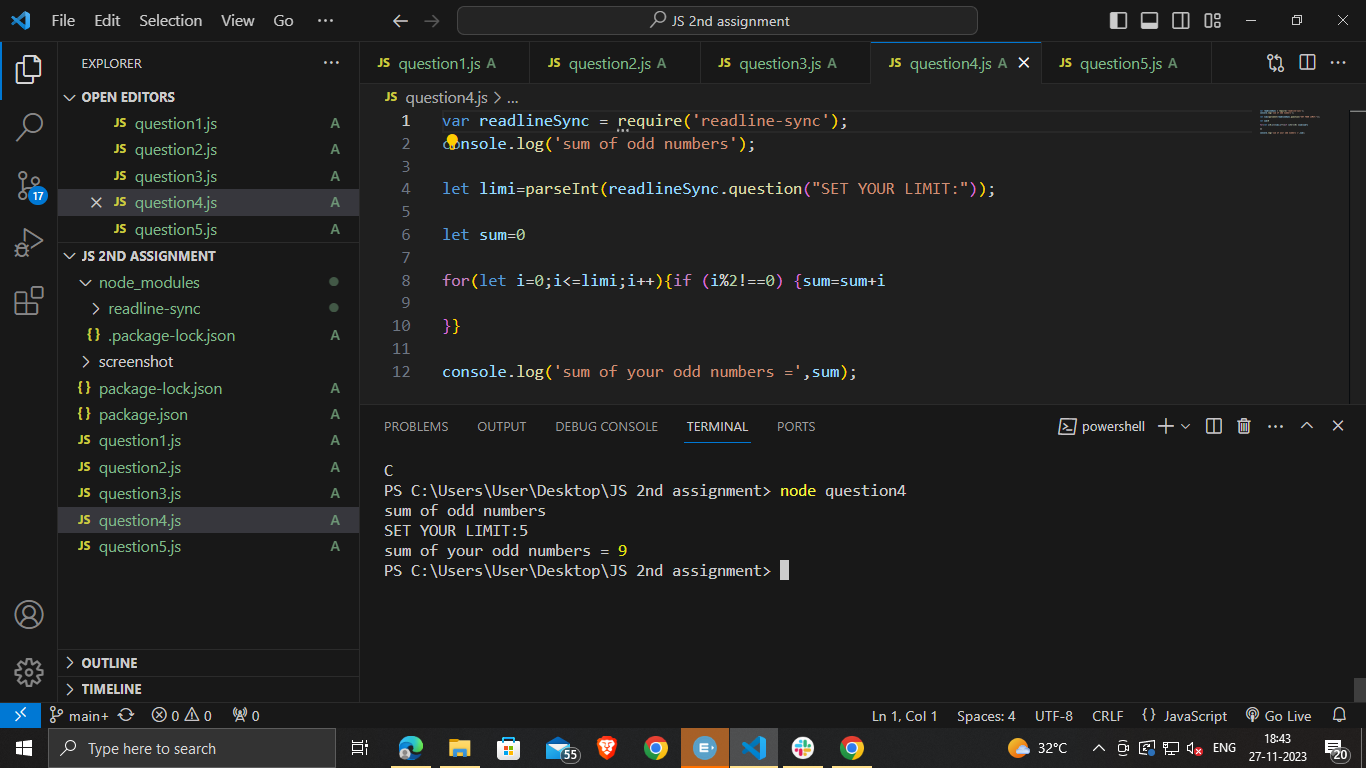 File Edit Selection View Go ··· JS 2nd assignment
EXPLORER ···
OPEN EDITORS
JS question1.js A
JS question2.js A
JS question3.js A
JS question4.js A
JS question5.js A
JS 2ND ASSIGNMENT
node_modules
readline-sync
{} .package-lock.json A
screenshot
{} package-lock.json A
{} package.json A
JS question1.js A
JS question2.js A
JS question3.js A
JS question4.js A
JS question5.js A
OUTLINE
TIMELINE
17
JS question1.js A JS question2.js A JS question3.js A JS question4.js A JS question5.js A
JS question4.js > ...
1 var readlineSync = require('readline-sync');
2 console.log('sum of odd numbers');
3
4 let limi=parseInt(readlineSync.question("SET YOUR LIMIT:"));
5
6 let sum=0
7
8 for(let i=0;i<=limi;i++){if (i%2!==0) {sum=sum+i
9
10 }}
11
12 console.log('sum of your odd numbers =',sum);
PROBLEMS OUTPUT DEBUG CONSOLE TERMINAL PORTS powershell
C
PS C:\Users\User\Desktop\JS 2nd assignment> node question4
sum of odd numbers
SET YOUR LIMIT:5
sum of your odd numbers = 9
PS C:\Users\User\Desktop\JS 2nd assignment>
main+ 0 0 0 Ln 1, Col 1 Spaces: 4 UTF-8 CRLF {} JavaScript Go Live
Type here to search 55 E 32°C ENG 18:43
27-11-2023 20